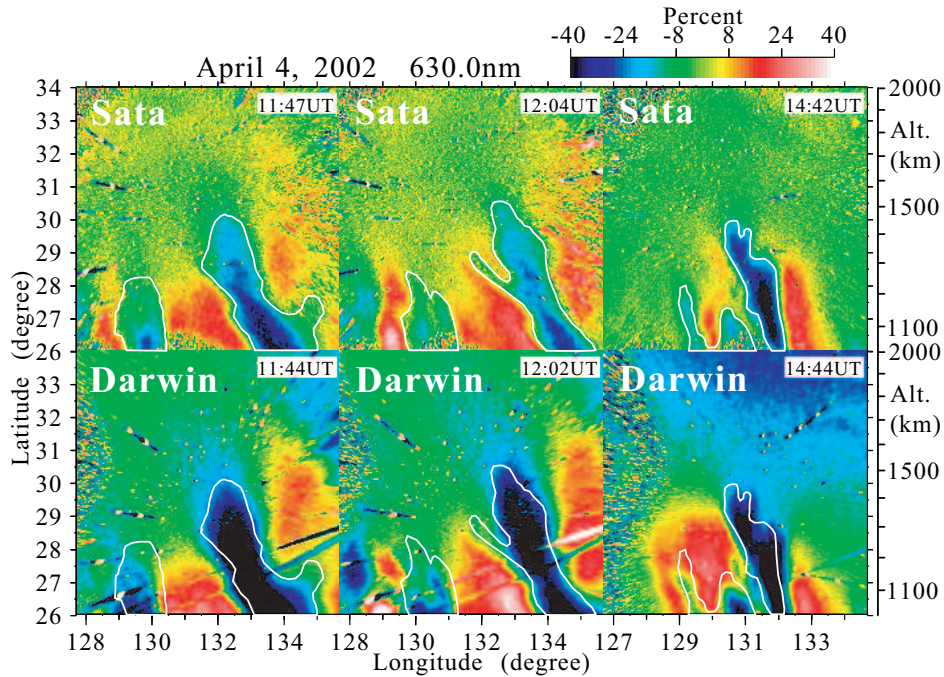 Percent
-40 -24 -8 8 24 40
April 4, 2002 630.0nm
34 Sata 11:47UT Sata 12:04UT Sata 14:42UT 2000
33 Alt.
32 (km)
31
30 1500
29
28
27 1100
26 2000
Darwin 11:44UT Darwin 12:02UT Darwin 14:44UT
33 Alt.
32 (km)
31
30 1500
29
28
27 1100
26
Latitude (degree)
128 130 132 134 128 130 132 134 127 129 131 133
Longitude (degree)